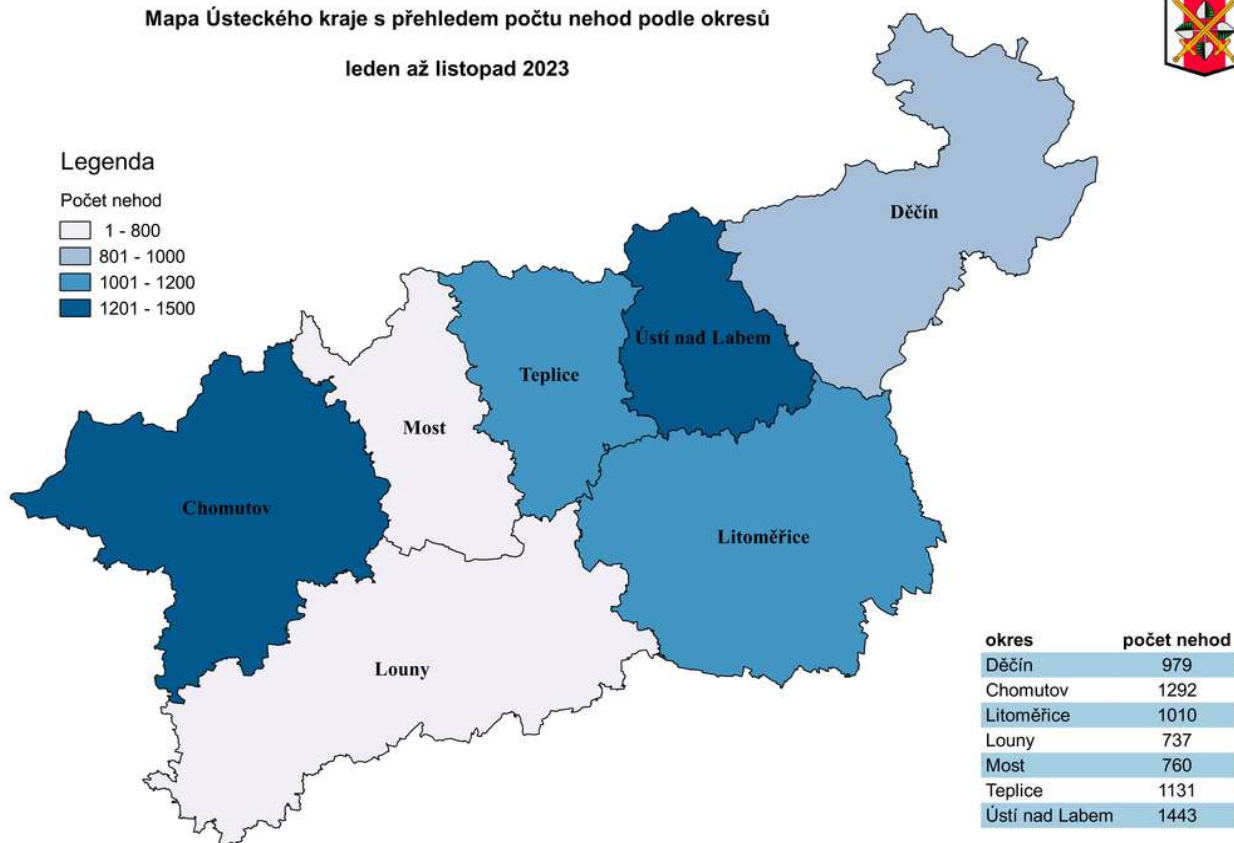 Mapa Ústeckého kraje s přehledem počtu nehod podle okresů
leden až listopad 2023
Legenda
Počet nehod
1 - 800
801 - 1000
1001 - 1200
1201 - 1500
Děčín
Ústí nad Labem
Teplice
Most
Chomutov
Litoměřice
Louny
okres počet nehod
Děčín 979
Chomutov 1292
Litoměřice 1010
Louny 737
Most 760
Teplice 1131
Ústí nad Labem 1443